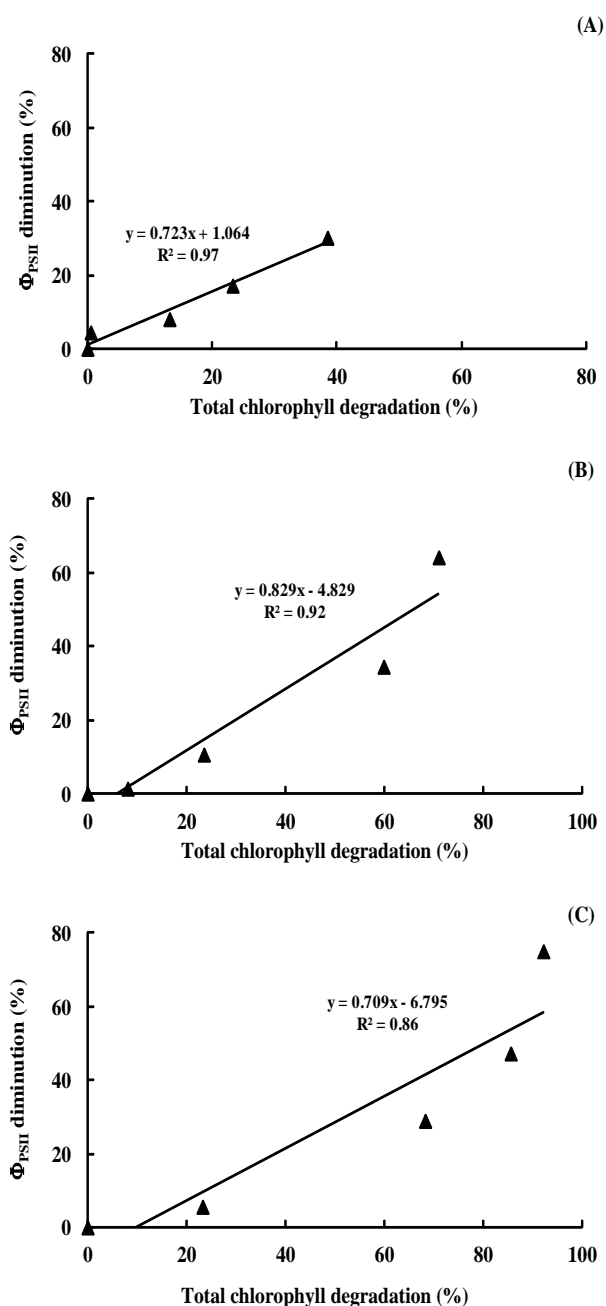 (A)
80
60
40
20
0
ΦPSII diminution (%)
y = 0.723x + 1.064
R² = 0.97
0 20 40 60 80
Total chlorophyll degradation (%)
(B)
80
60
40
20
0
ΦPSII diminution (%)
y = 0.829x - 4.829
R² = 0.92
0 20 40 60 80 100
Total chlorophyll degradation (%)
(C)
80
60
40
20
0
ΦPSII diminution (%)
y = 0.709x - 6.795
R² = 0.86
0 20 40 60 80 100
Total chlorophyll degradation (%)